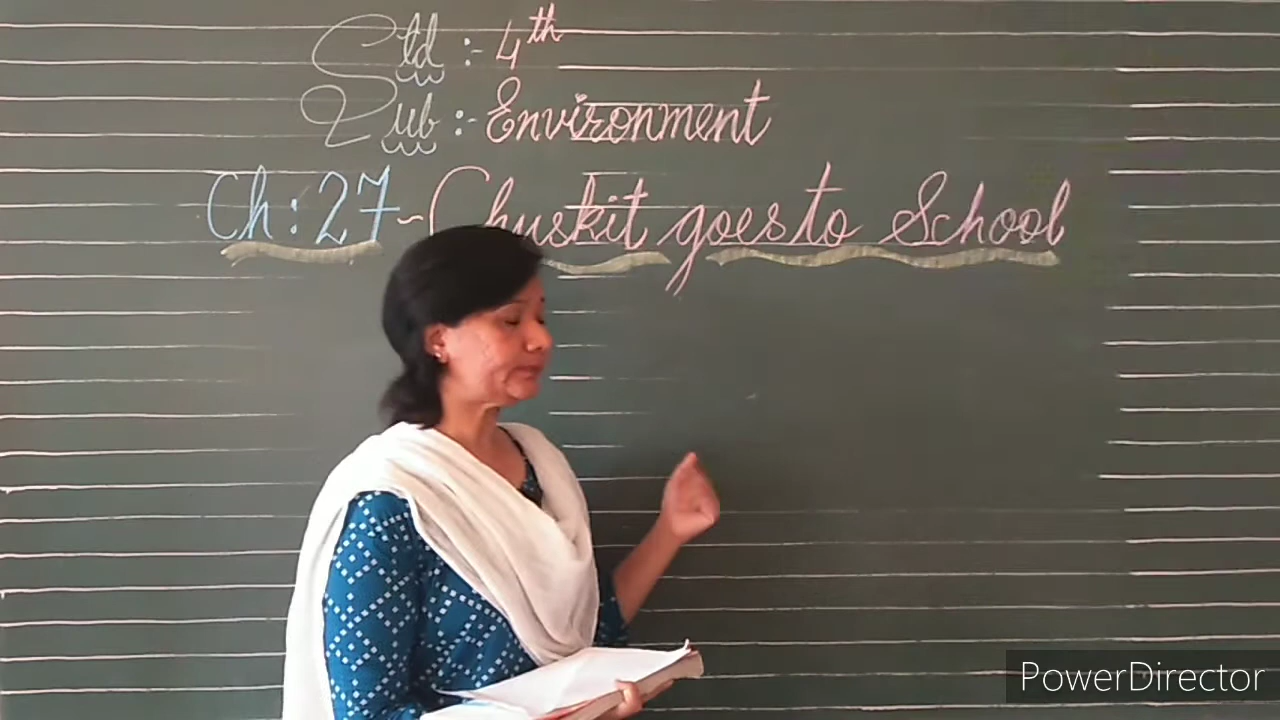 Std :- 4th
Sub :- Environment
Ch : 27 - Chuskit goes to School
PowerDirector